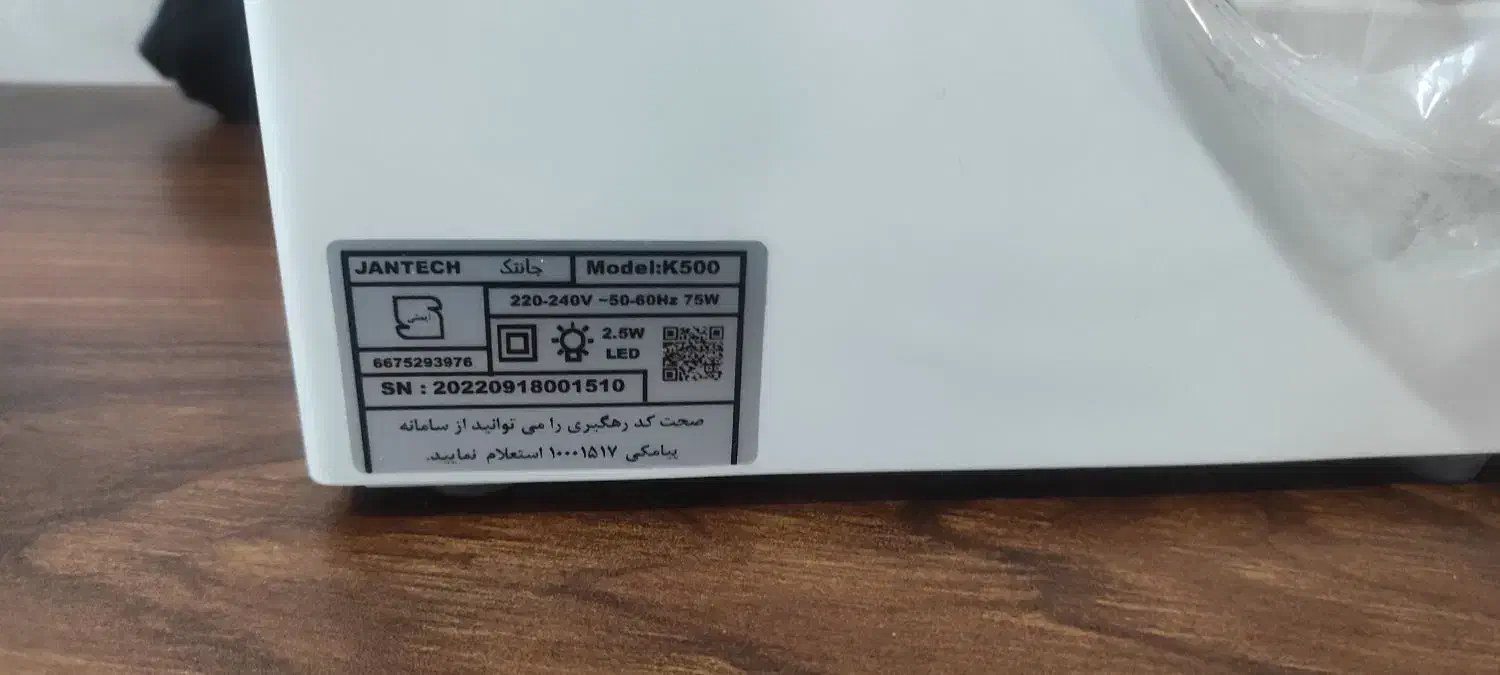 JANTECH جانتک Model:K500
220-240V ~50-60Hz 75W
ایمنی
2.5W
LED
6675293976
SN : 20220918001510
صحت کد رهگیری را می توانید از سامانه
پیامکی ۱۰۰۰۱۵۱۷ استعلام نمایید.